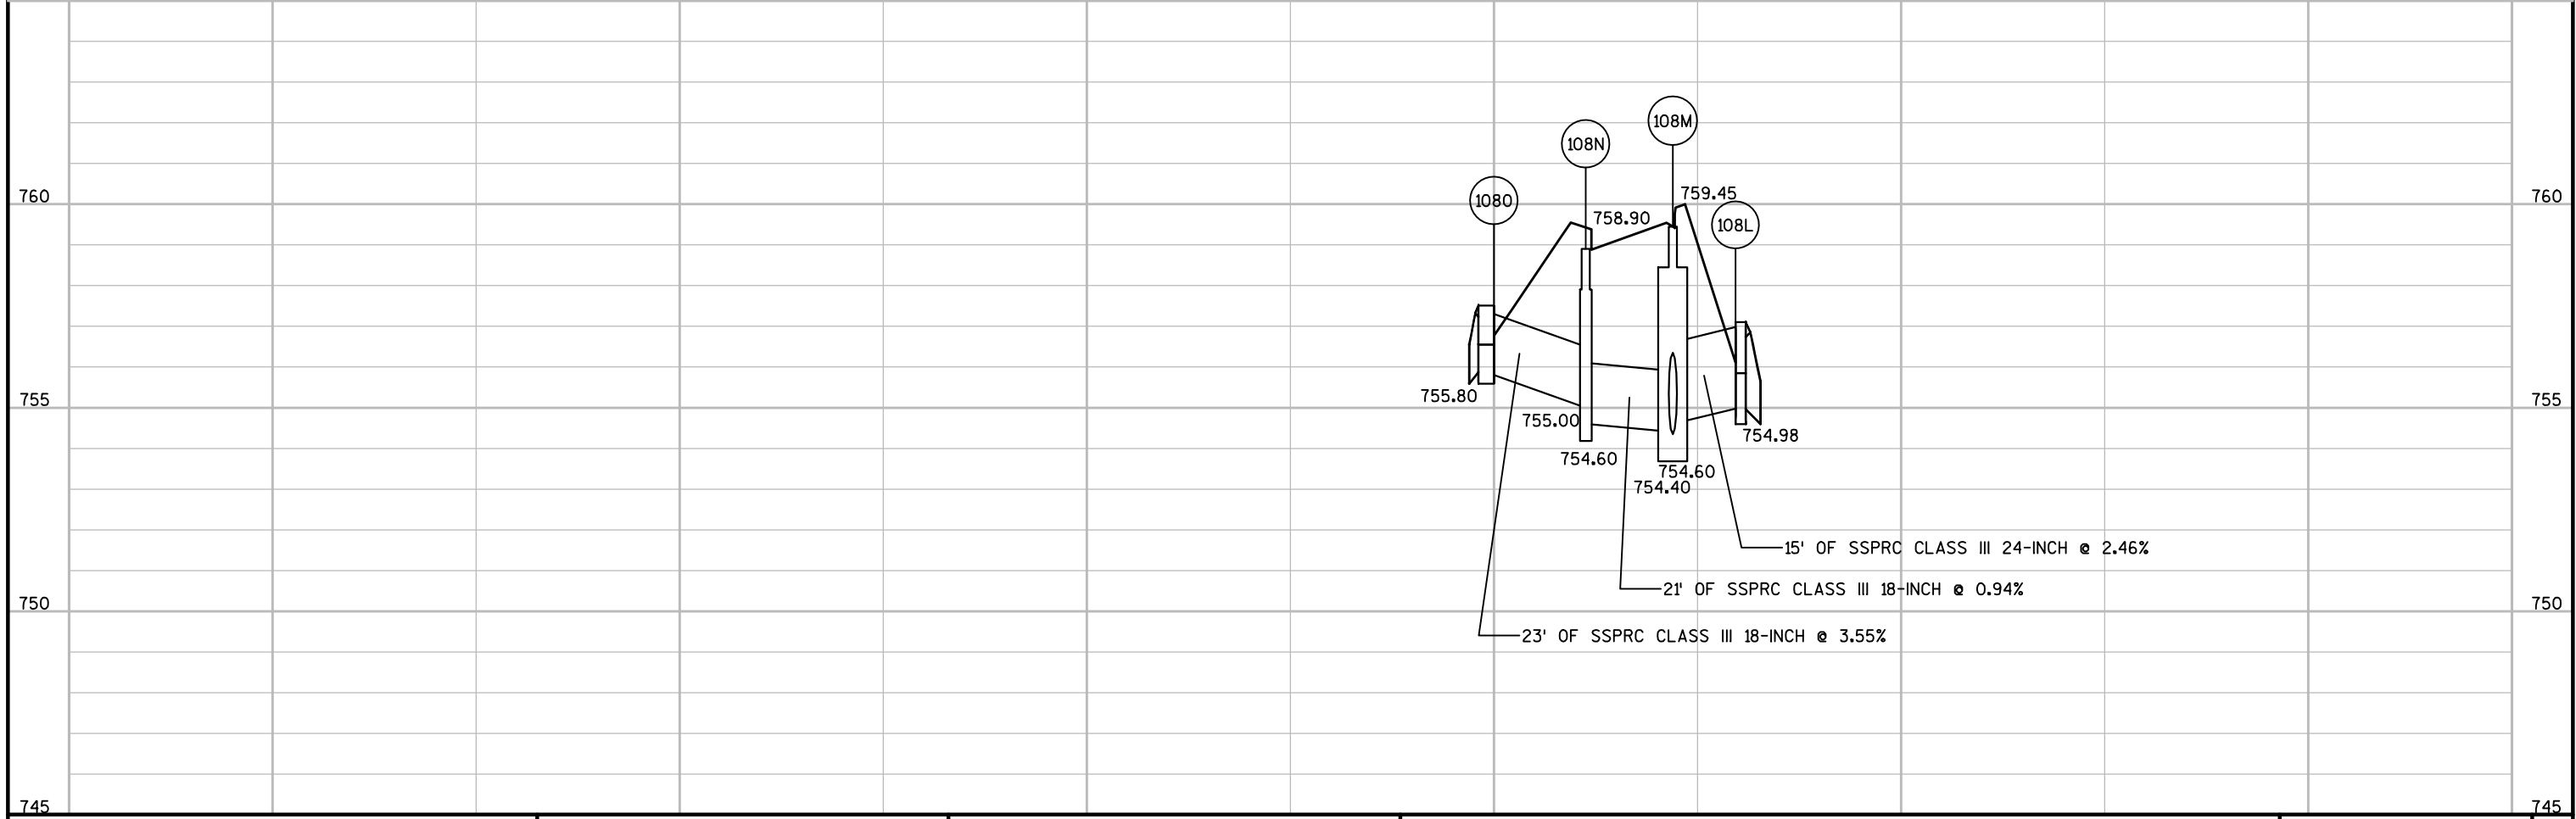 108M
108N
760
1080
759.45
760
758.90
108L
755.80
755
755
755.00
754.98
754.60
754.60
754.40
15' OF SSPRC CLASS III 24-INCH @ 2.46%
21' OF SSPRC CLASS III 18-INCH @ 0.94%
750
750
23' OF SSPRC CLASS III 18-INCH @ 3.55%
745
745